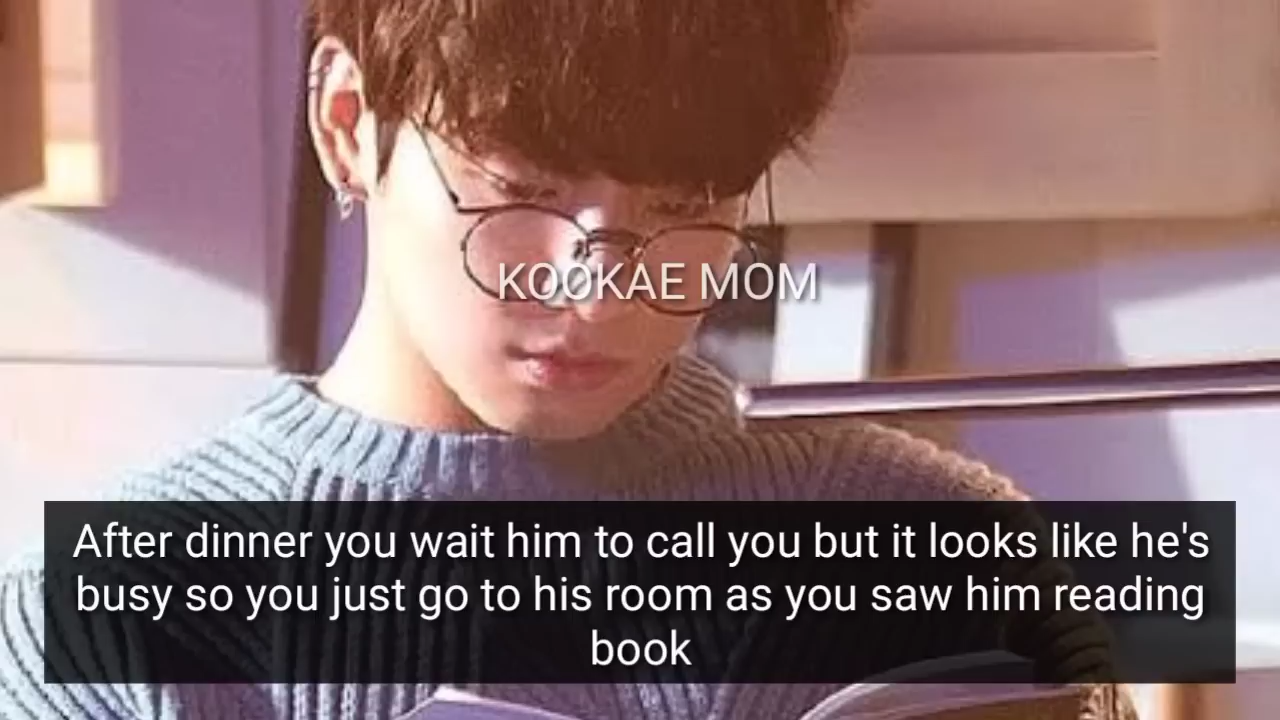 KOOKAE MOM
After dinner you wait him to call you but it looks like he's
busy so you just go to his room as you saw him reading
book